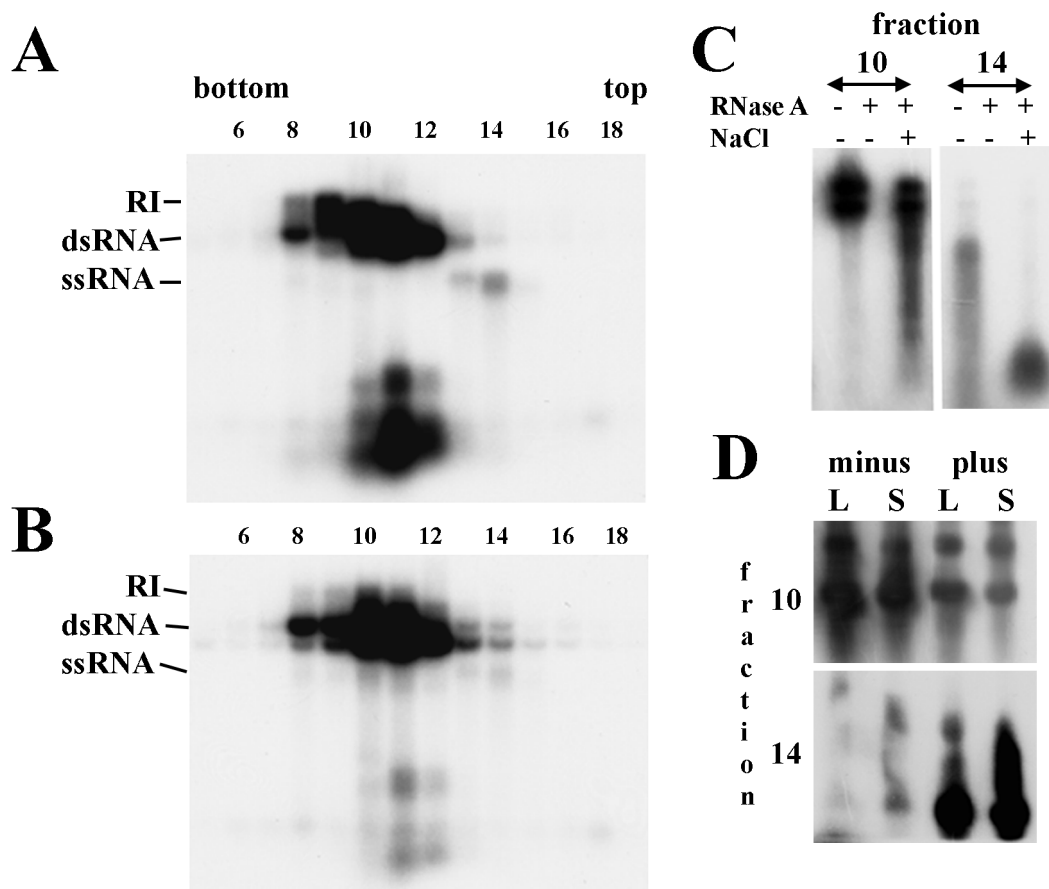 A
bottom top
6 8 10 12 14 16 18
RI
dsRNA
ssRNA
B
6 8 10 12 14 16 18
RI
dsRNA
ssRNA
C
fraction
10 14
RNase A - + + - + +
NaCl - - + - - +
D
minus plus
L S L S
fraction
10
14